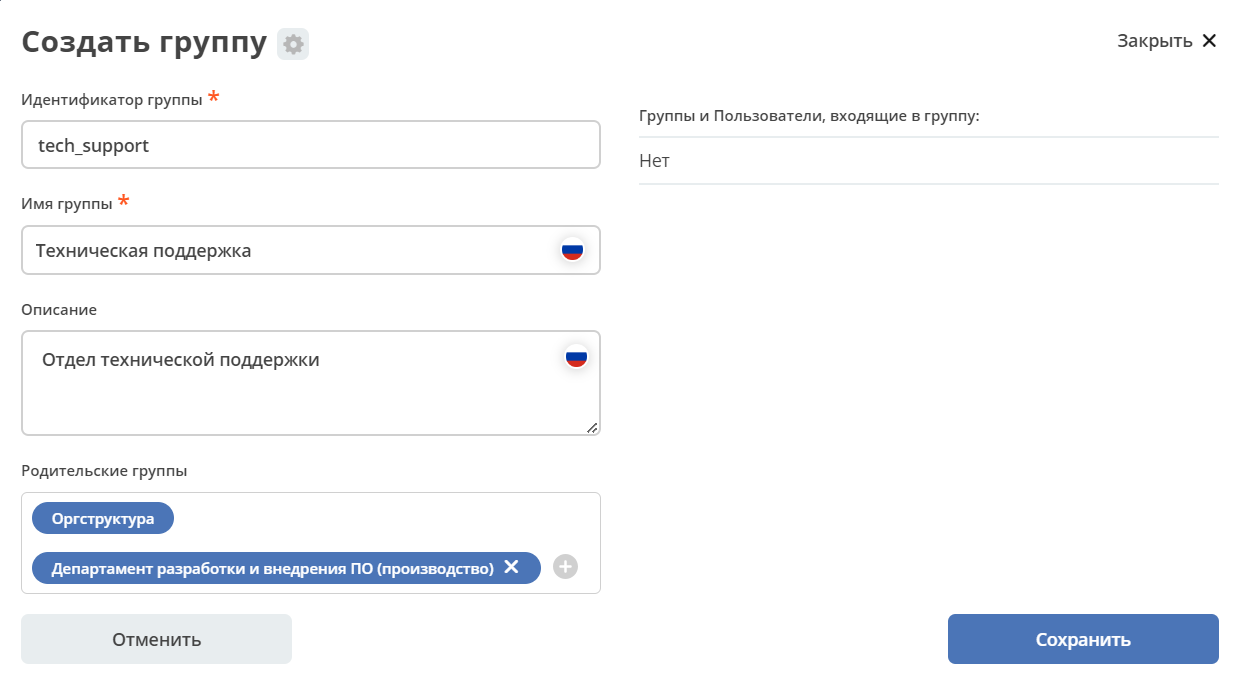 Создать группу
Закрыть
Идентификатор группы *
tech_support
Имя группы *
Техническая поддержка
Описание
Отдел технической поддержки
Родительские группы
Оргструктура
Департамент разработки и внедрения ПО (производство)
Группы и Пользователи, входящие в группу:
Нет
Отменить
Сохранить